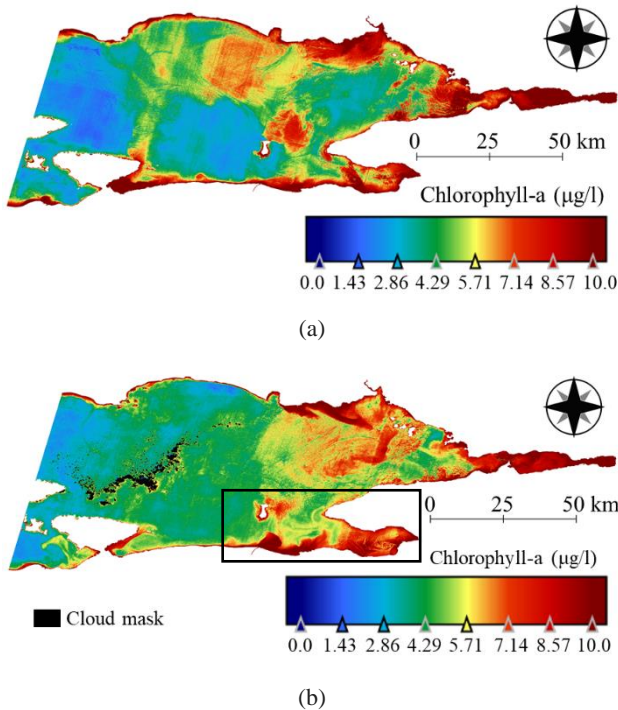 0 25 50 km
Chlorophyll-a (µg/l)
0.0 1.43 2.86 4.29 5.71 7.14 8.57 10.0
(a)
0 25 50 km
Chlorophyll-a (µg/l)
Cloud mask
0.0 1.43 2.86 4.29 5.71 7.14 8.57 10.0
(b)